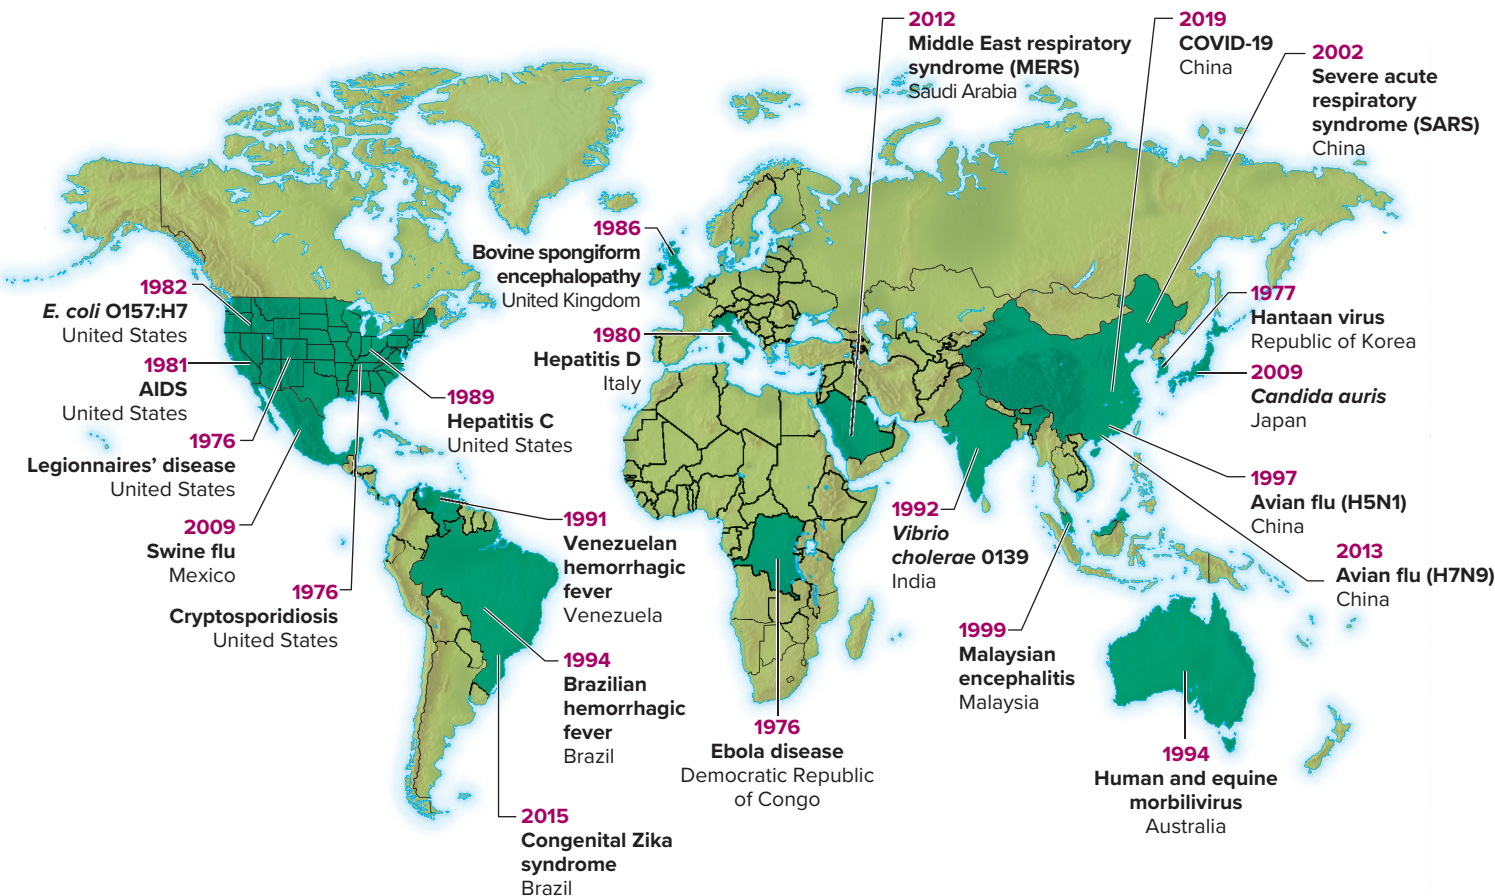 2012
Middle East respiratory
syndrome (MERS)
Saudi Arabia
2019
COVID-19
China
2002
Severe acute
respiratory
syndrome (SARS)
China
1986
Bovine spongiform
encephalopathy
United Kingdom
1982
E. coli O157:H7
United States
1980
Hepatitis D
Italy
1977
Hantaan virus
Republic of Korea
1981
AIDS
United States
2009
Candida auris
Japan
1989
Hepatitis C
United States
1976
Legionnaires’ disease
United States
1997
Avian flu (H5N1)
China
1992
Vibrio
cholerae 0139
India
1991
Venezuelan
hemorrhagic
fever
Venezuela
2009
Swine flu
Mexico
2013
Avian flu (H7N9)
China
1976
Cryptosporidiosis
United States
1999
Malaysian
encephalitis
Malaysia
1994
Brazilian
hemorrhagic
fever
Brazil
1976
Ebola disease
Democratic Republic
of Congo
1994
Human and equine
morbilivirus
Australia
2015
Congenital Zika
syndrome
Brazil